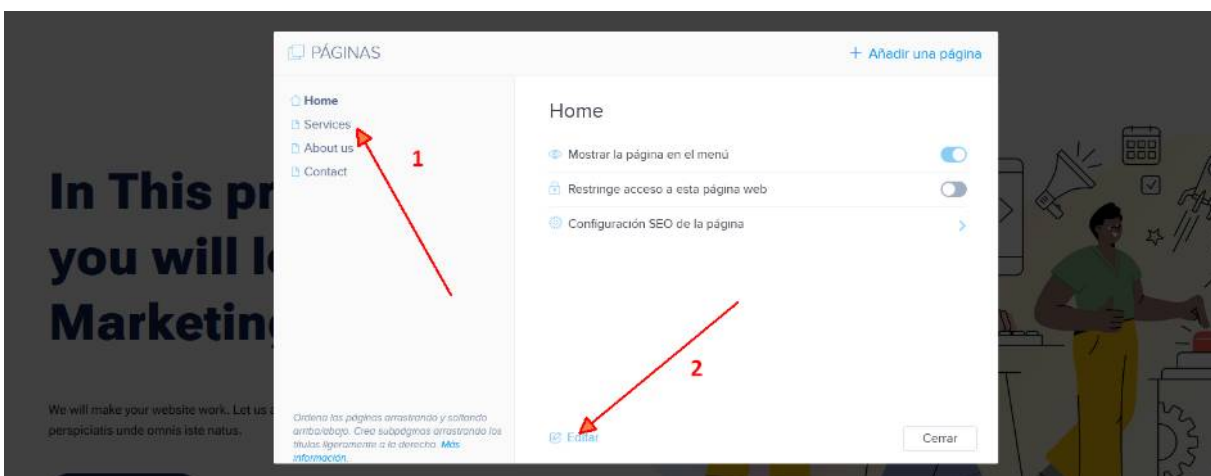 PÁGINAS
+ Añadir una página
Home
Services
About us
Contact
1
Home
Mostrar la página en el menú
Restringe acceso a esta página web
Configuración SEO de la página
2
Ordena las páginas arrastrando y soltando
arriba/abajo. Crea subpáginas arrastrando los
títulos ligeramente a la derecha. Más
información.
Editar
Cerrar
In This pr
you will l
Marketin
We will make your website work. Let us
perspiciatis unde omnis iste natus.